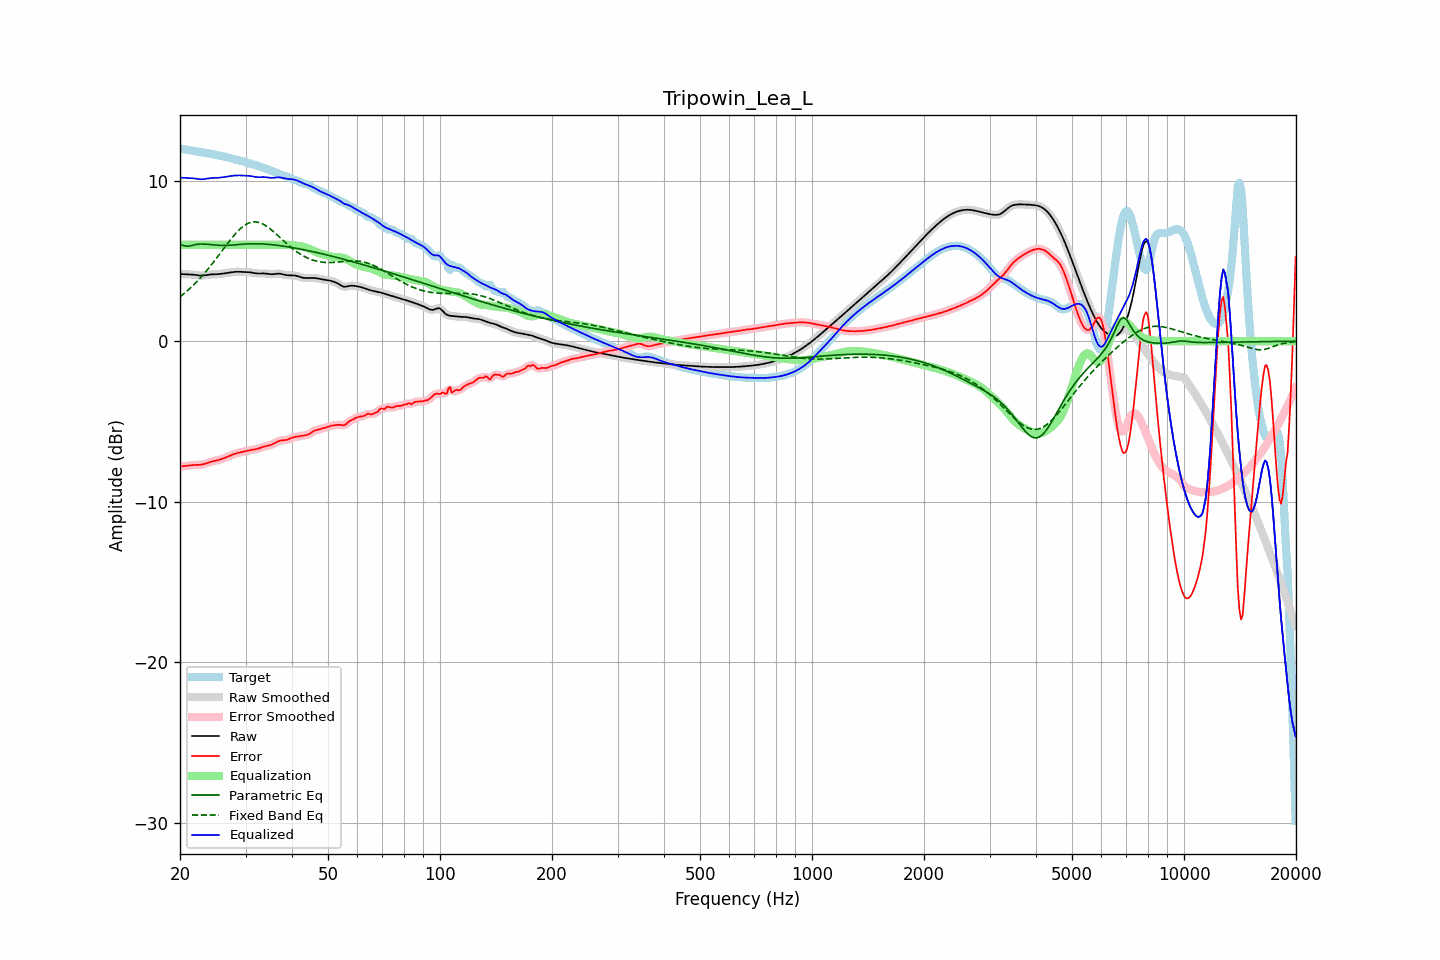 Tripowin_Lea_L
Amplitude (dBr)
10
0
−10
−20
−30
Target
Raw Smoothed
Error Smoothed
Raw
Error
Equalization
Parametric Eq
Fixed Band Eq
Equalized
20 50 100 200 500 1000 2000 5000 10000 20000
Frequency (Hz)